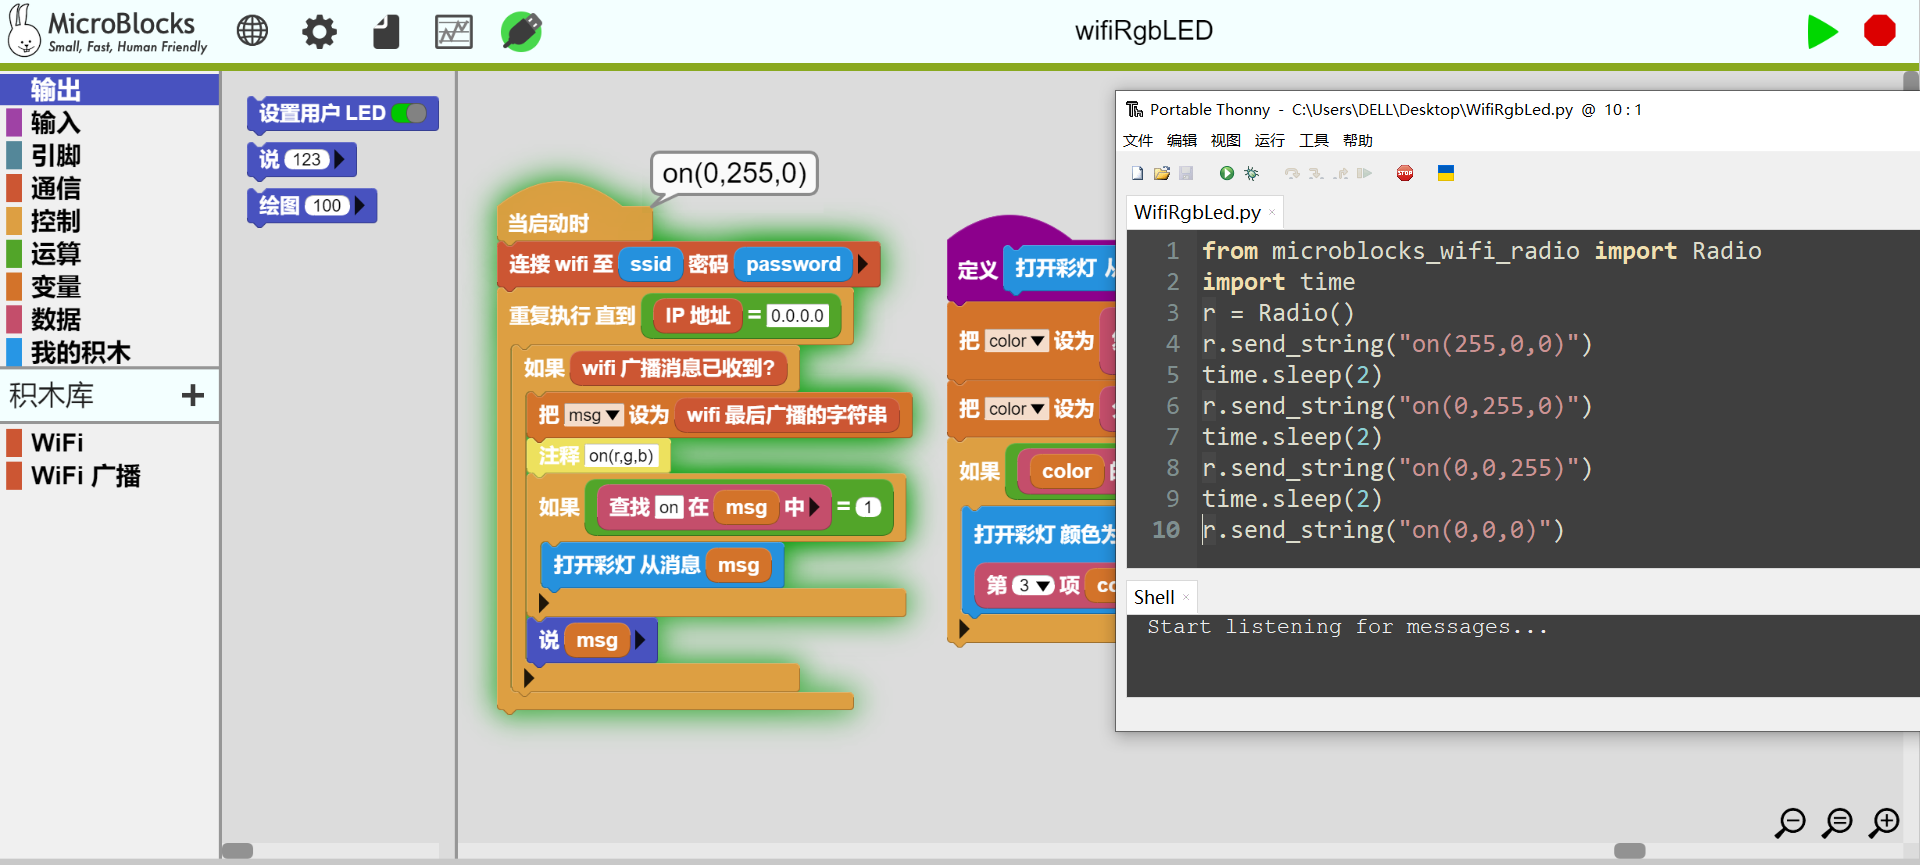 MicroBlocks
Small, Fast, Human Friendly
wifiRgbLED
输出
输入
引脚
通信
控制
运算
变量
数据
我的积木
积木库 +
WiFi
WiFi 广播
设置用户 LED
说 123
绘图 100
on(0,255,0)
当启动时
连接 wifi 至 ssid 密码 password
重复执行 直到 IP 地址 = 0.0.0.0
如果 wifi 广播消息已收到?
把 msg 设为 wifi 最后广播的字符串
注释 on(r,g,b)
如果 查找 on 在 msg 中 = 1
打开彩灯 从消息 msg
说 msg
定义 打开彩灯
把 color 设为
把 color 设为
如果 color
打开彩灯 颜色为
第 3 项
Portable Thonny - C:\Users\DELL\Desktop\WifiRgbLed.py @ 10 : 1
文件 编辑 视图 运行 工具 帮助
STOP
WifiRgbLed.py ×
1 from microblocks_wifi_radio import Radio
2 import time
3 r = Radio()
4 r.send_string("on(255,0,0)")
5 time.sleep(2)
6 r.send_string("on(0,255,0)")
7 time.sleep(2)
8 r.send_string("on(0,0,255)")
9 time.sleep(2)
10 r.send_string("on(0,0,0)")
Shell ×
Start listening for messages...